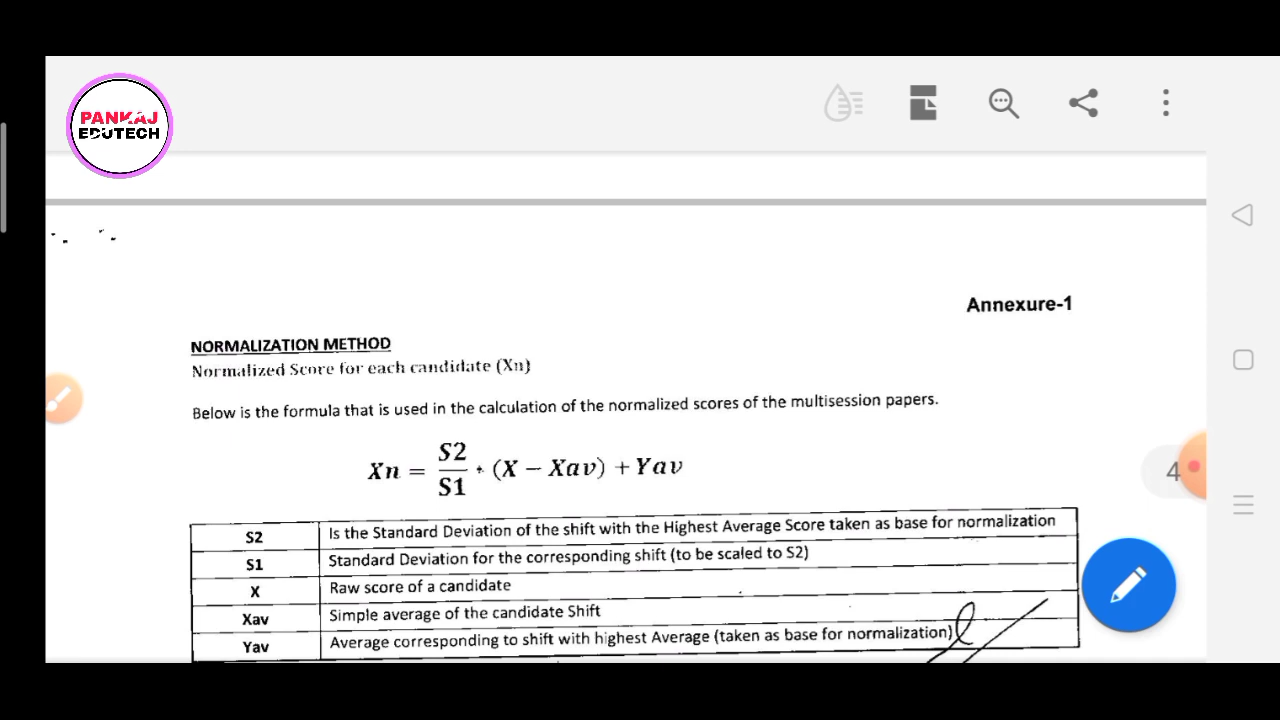 PANKAJ
EDUTECH
Annexure-1
NORMALIZATION METHOD
Normalized Score for each candidate (Xn)
Below is the formula that is used in the calculation of the normalized scores of the multisession papers.
Xn = S2/S1 * (X – Xav) + Yav
4
S2 Is the Standard Deviation of the shift with the Highest Average Score taken as base for normalization
S1 Standard Deviation for the corresponding shift (to be scaled to S2)
X Raw score of a candidate
Xav Simple average of the candidate Shift
Yav Average corresponding to shift with highest Average (taken as base for normalization)